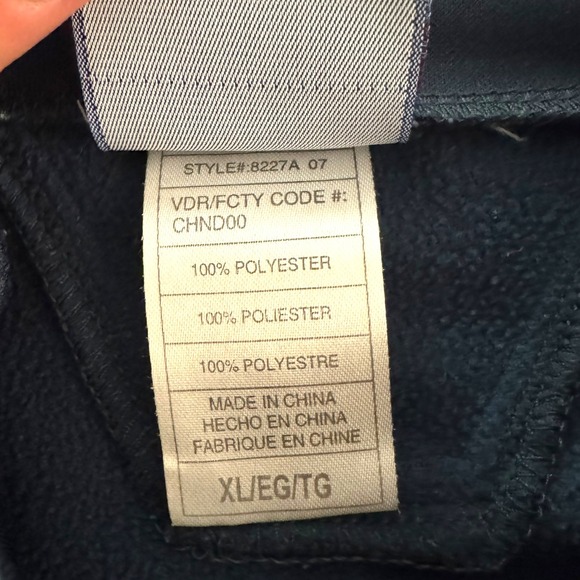 STYLE#:8227A 07
VDR/FCTY CODE #:
CHND00
100% POLYESTER
100% POLIESTER
100% POLYESTRE
MADE IN CHINA
HECHO EN CHINA
FABRIQUE EN CHINE
XL/EG/TG